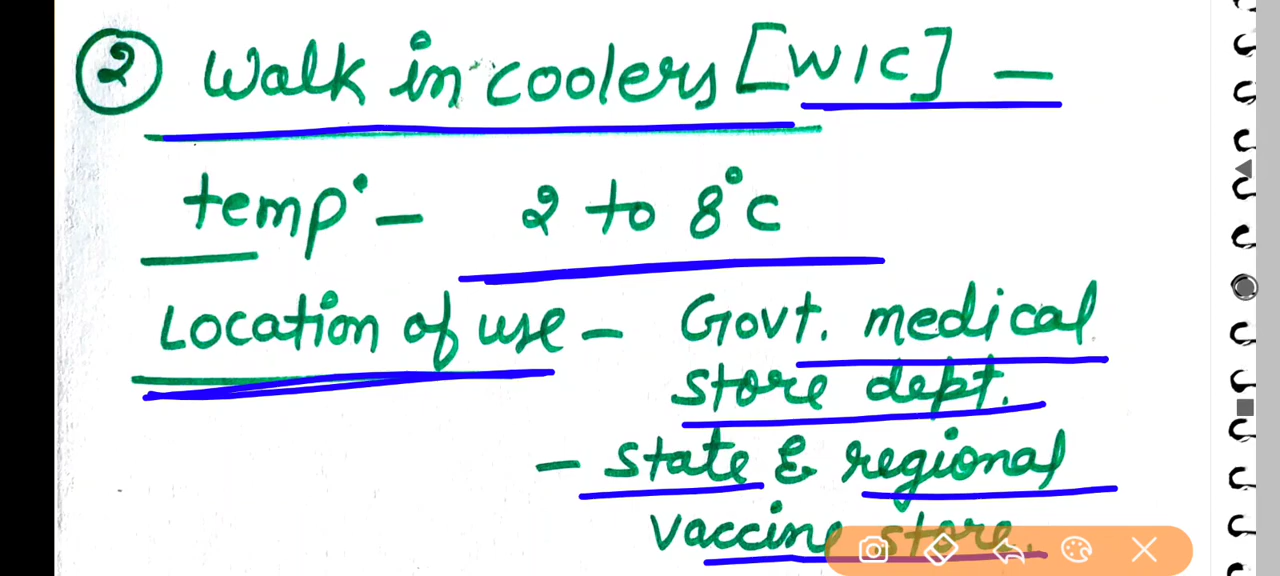 ② Walk in coolers [WIC] —
temp. — 2 to 8°C
Location of use — Govt. medical
store dept.
— state & regional
vaccine store.